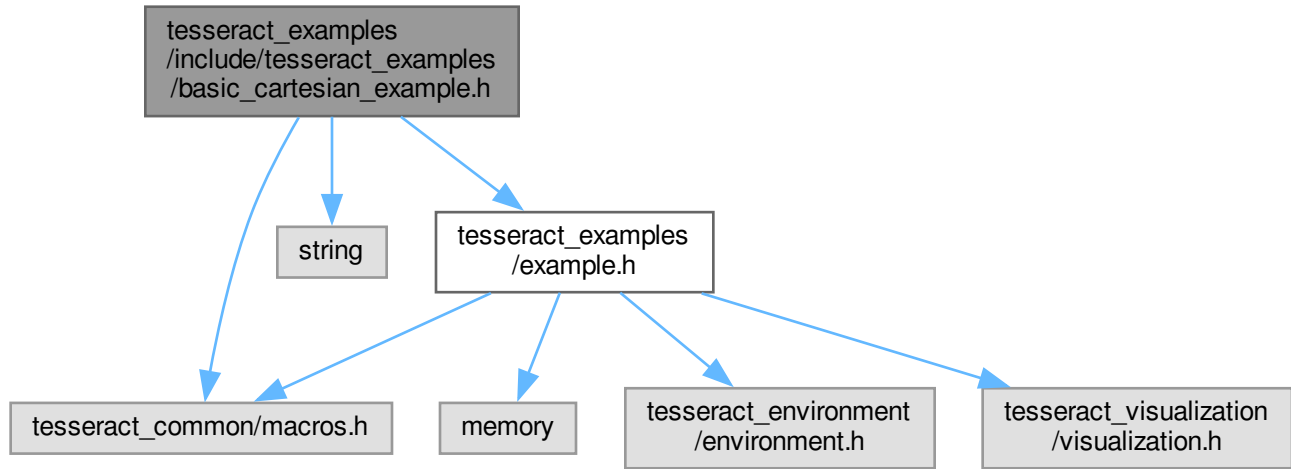 tesseract_examples
/include/tesseract_examples
/basic_cartesian_example.h
string
tesseract_examples
/example.h
tesseract_common/macros.h
memory
tesseract_environment
/environment.h
tesseract_visualization
/visualization.h